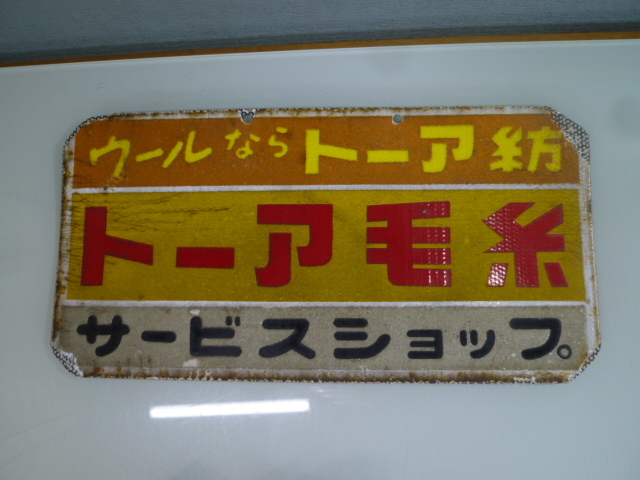 ウールならトーア紡
トーア毛糸
サービスショップ。